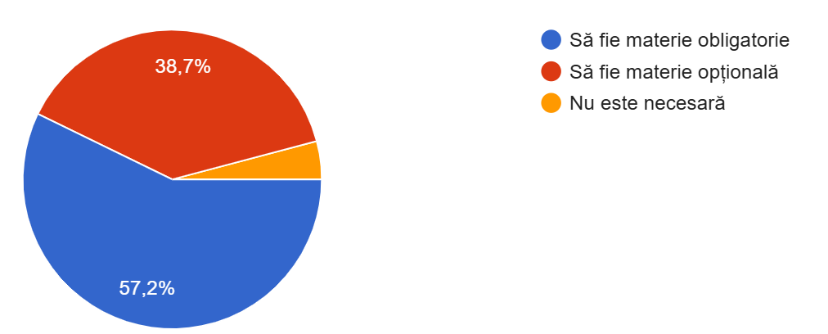 38,7%
57,2%
Să fie materie obligatorie
Să fie materie opțională
Nu este necesară